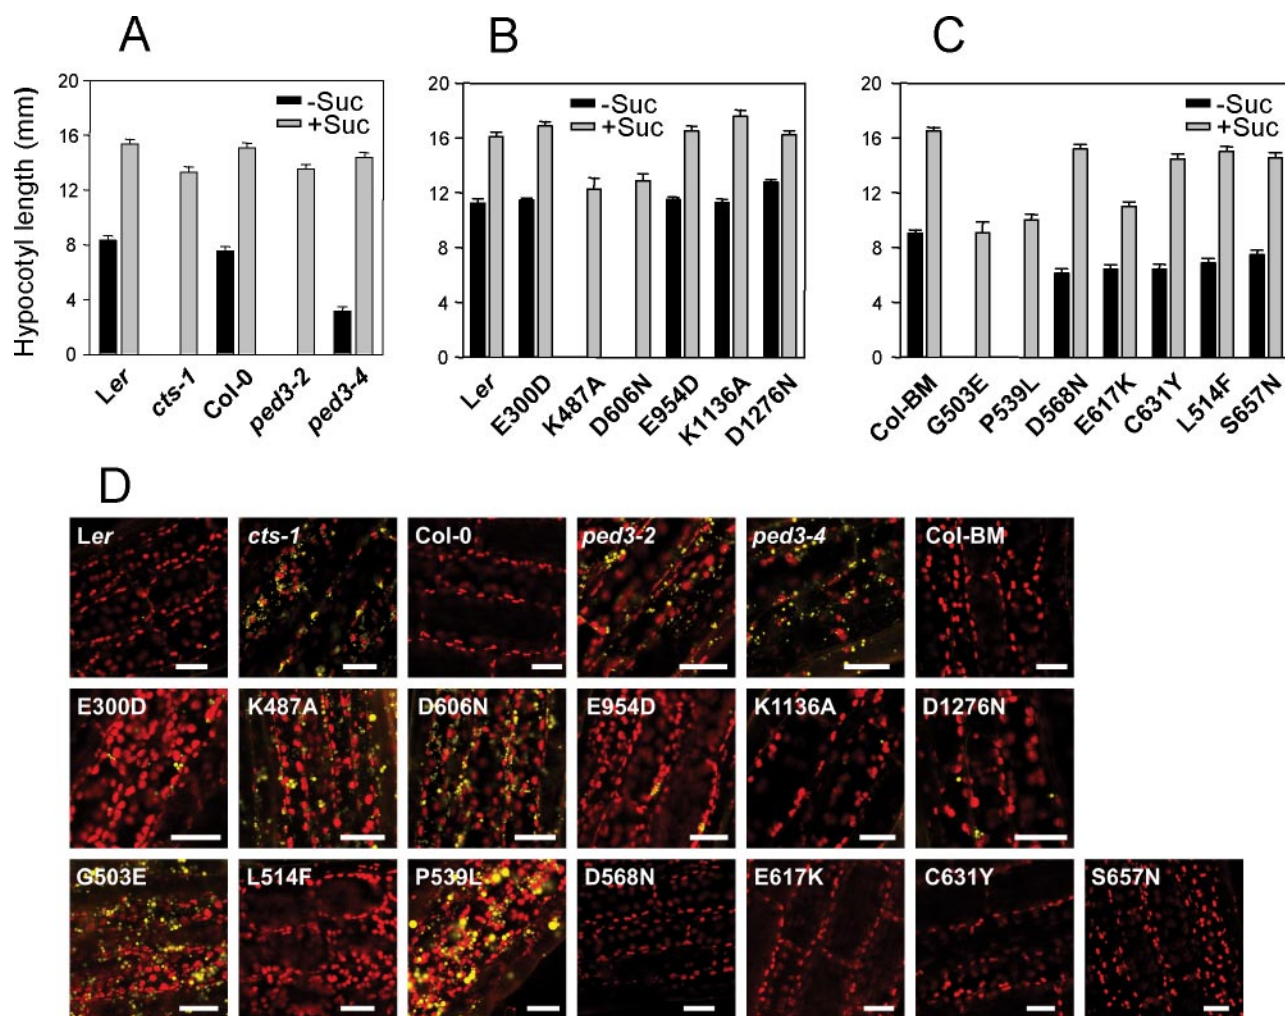 A
B
C
Hypocotyl length (mm)
20
16
12
8
4
0
-Suc
+Suc
Ler
cts-1
Col-0
ped3-2
ped3-4
20
16
12
8
4
0
-Suc
+Suc
Ler
E300D
K487A
D606N
E954D
K1136A
D1276N
20
16
12
8
4
0
-Suc
+Suc
Col-BM
G503E
P539L
D568N
E617K
C631Y
L514F
S657N
D
Ler
cts-1
Col-0
ped3-2
ped3-4
Col-BM
E300D
K487A
D606N
E954D
K1136A
D1276N
G503E
L514F
P539L
D568N
E617K
C631Y
S657N